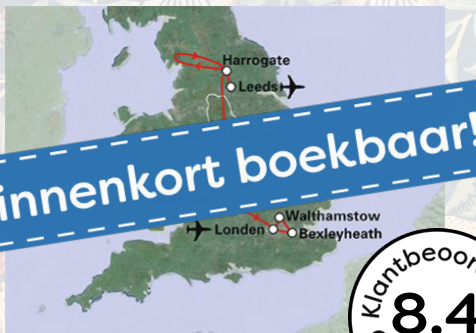 Harrogate
Leeds
innenkort boekbaar!
Walthamstow
Londen
Bexleyheath
Klantbeoor
8.4